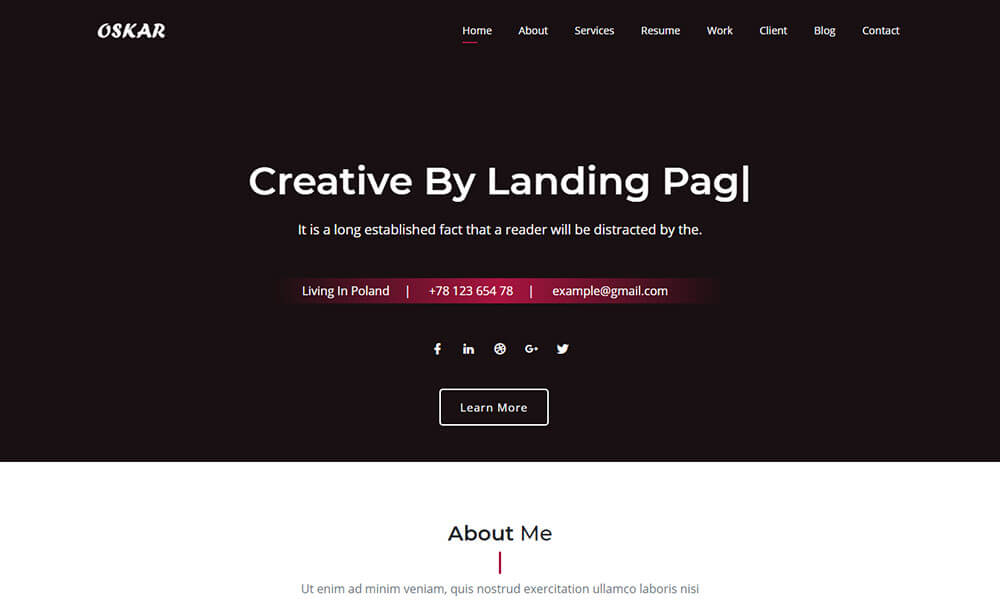 OSKAR
Home About Services Resume Work Client Blog Contact
Creative By Landing Pag|
It is a long established fact that a reader will be distracted by the.
Living In Poland | +78 123 654 78 | example@gmail.com
Learn More
About Me
Ut enim ad minim veniam, quis nostrud exercitation ullamco laboris nisi